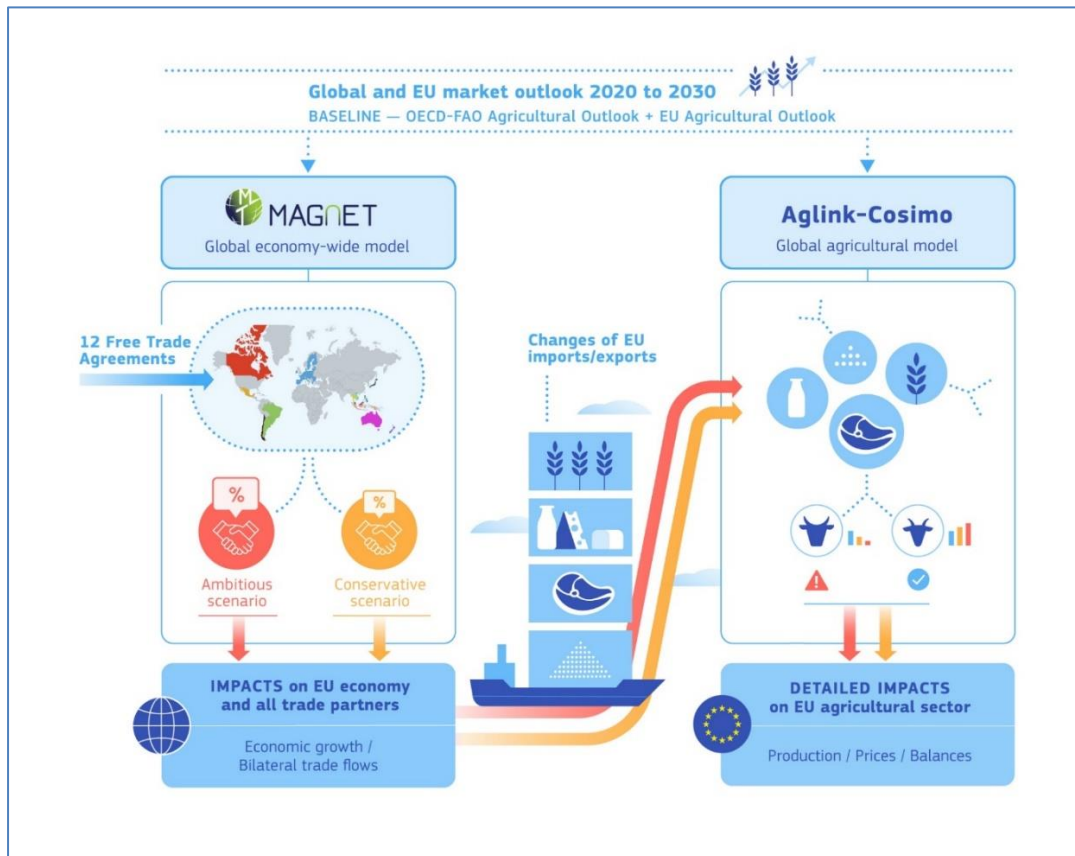 Global and EU market outlook 2020 to 2030
BASELINE — OECD-FAO Agricultural Outlook + EU Agricultural Outlook
MAGNET
Global economy-wide model
Aglink-Cosimo
Global agricultural model
12 Free Trade
Agreements
Changes of EU
imports/exports
%
%
Ambitious
scenario
Conservative
scenario
IMPACTS on EU economy
and all trade partners
Economic growth /
Bilateral trade flows
DETAILED IMPACTS
on EU agricultural sector
Production / Prices / Balances